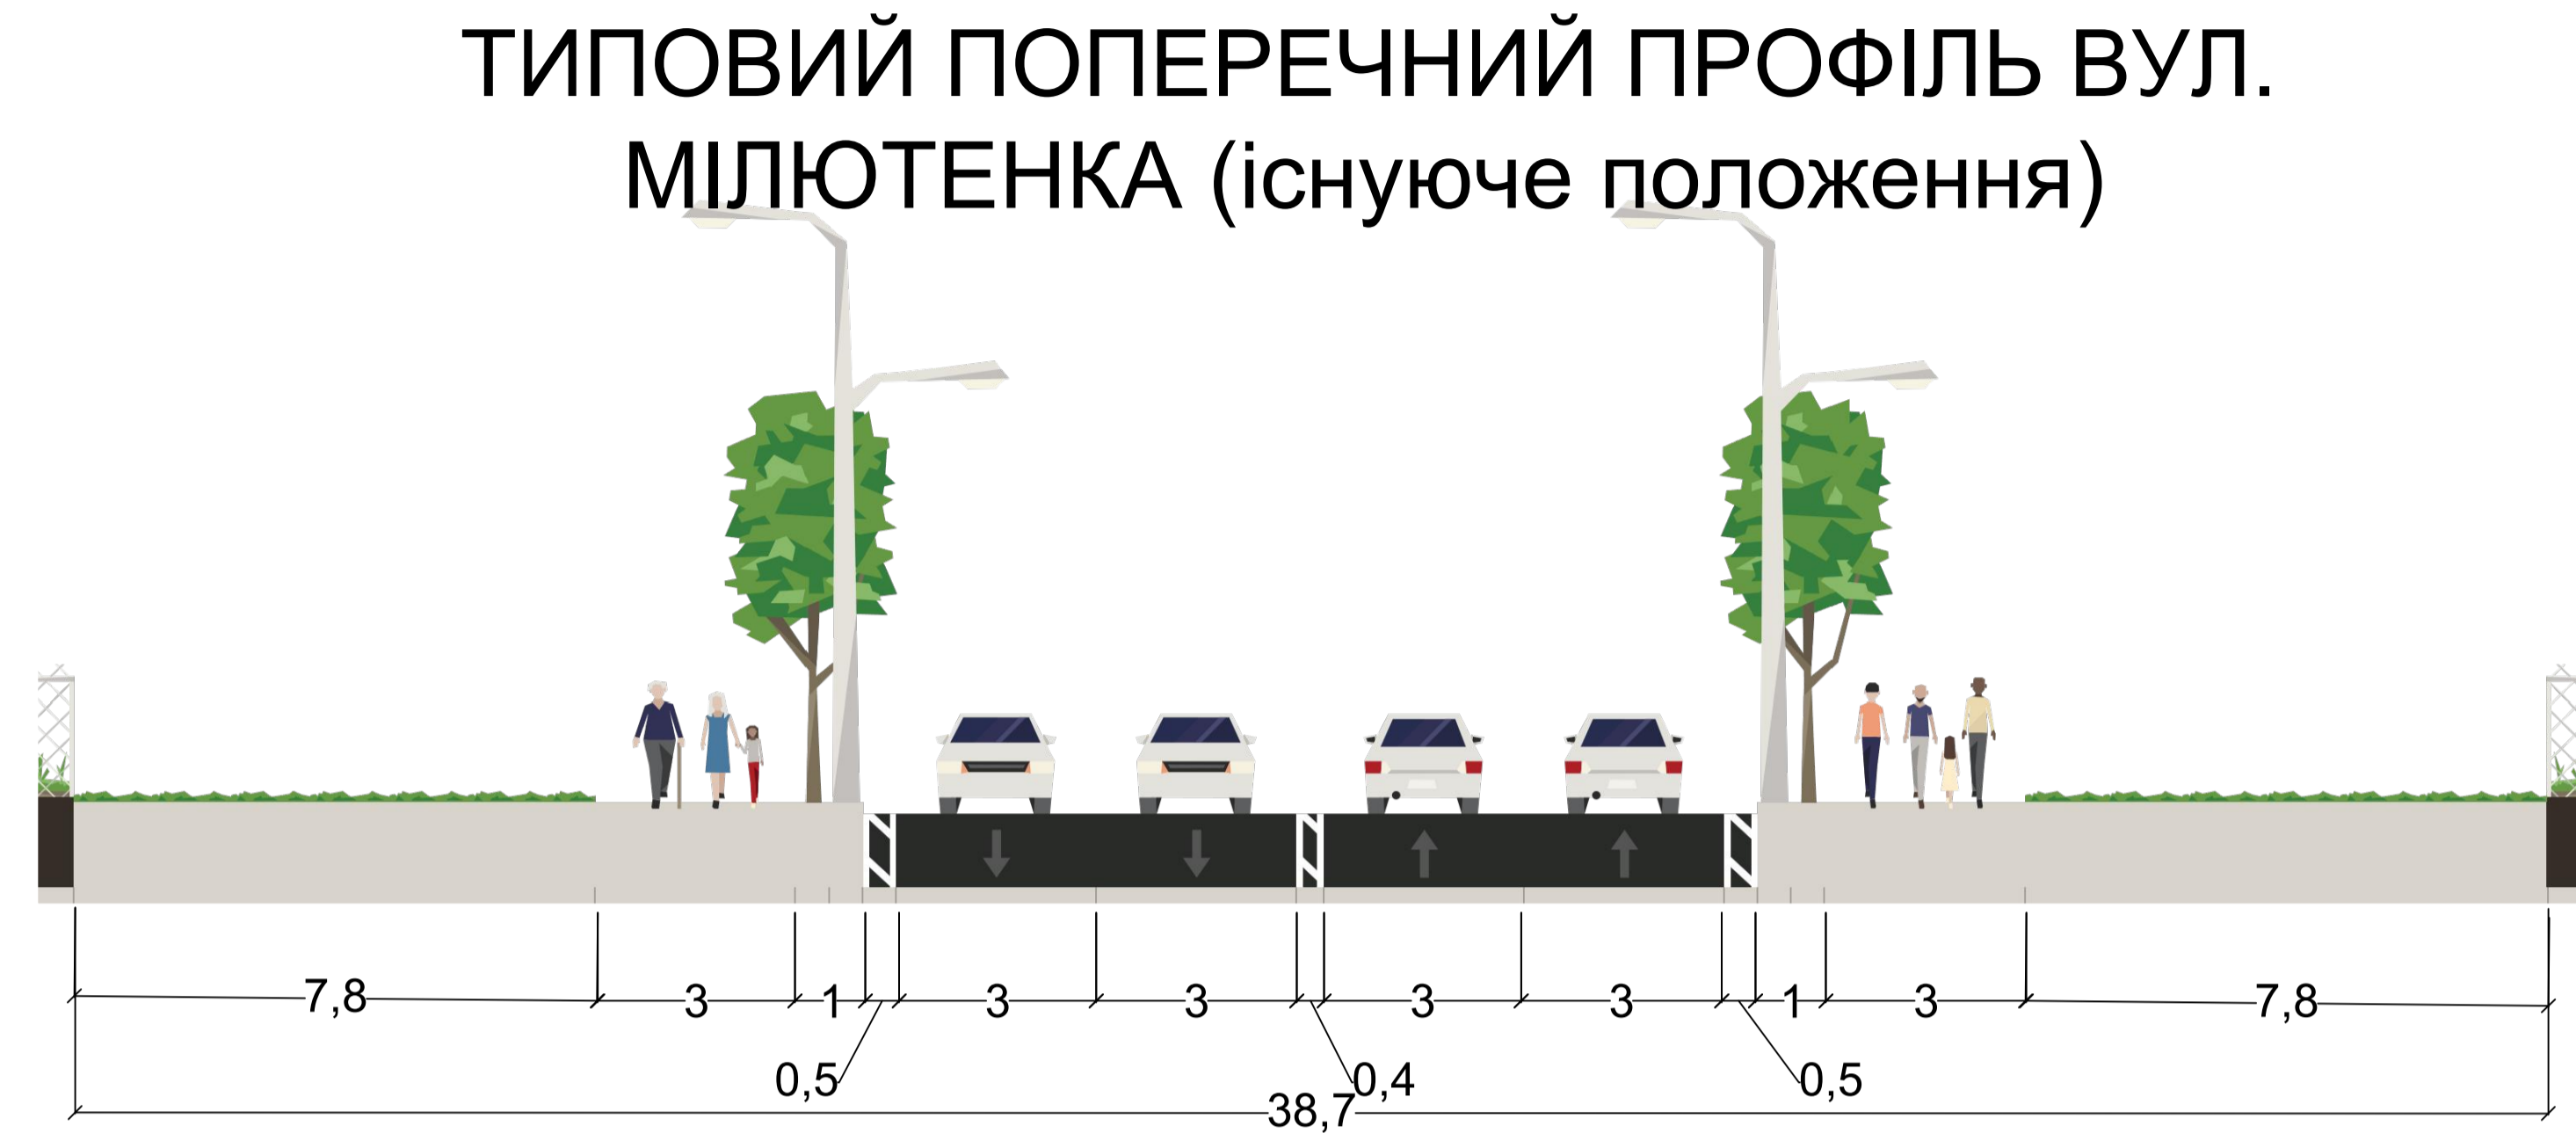 ТИПОВИЙ ПОПЕРЕЧНИЙ ПРОФІЛЬ ВУЛ.
МІЛЮТЕНКА (існуюче положення)
7,8 3 1 3 3 3 3 1 3 7,8
0,5 0,4 0,5
38,7